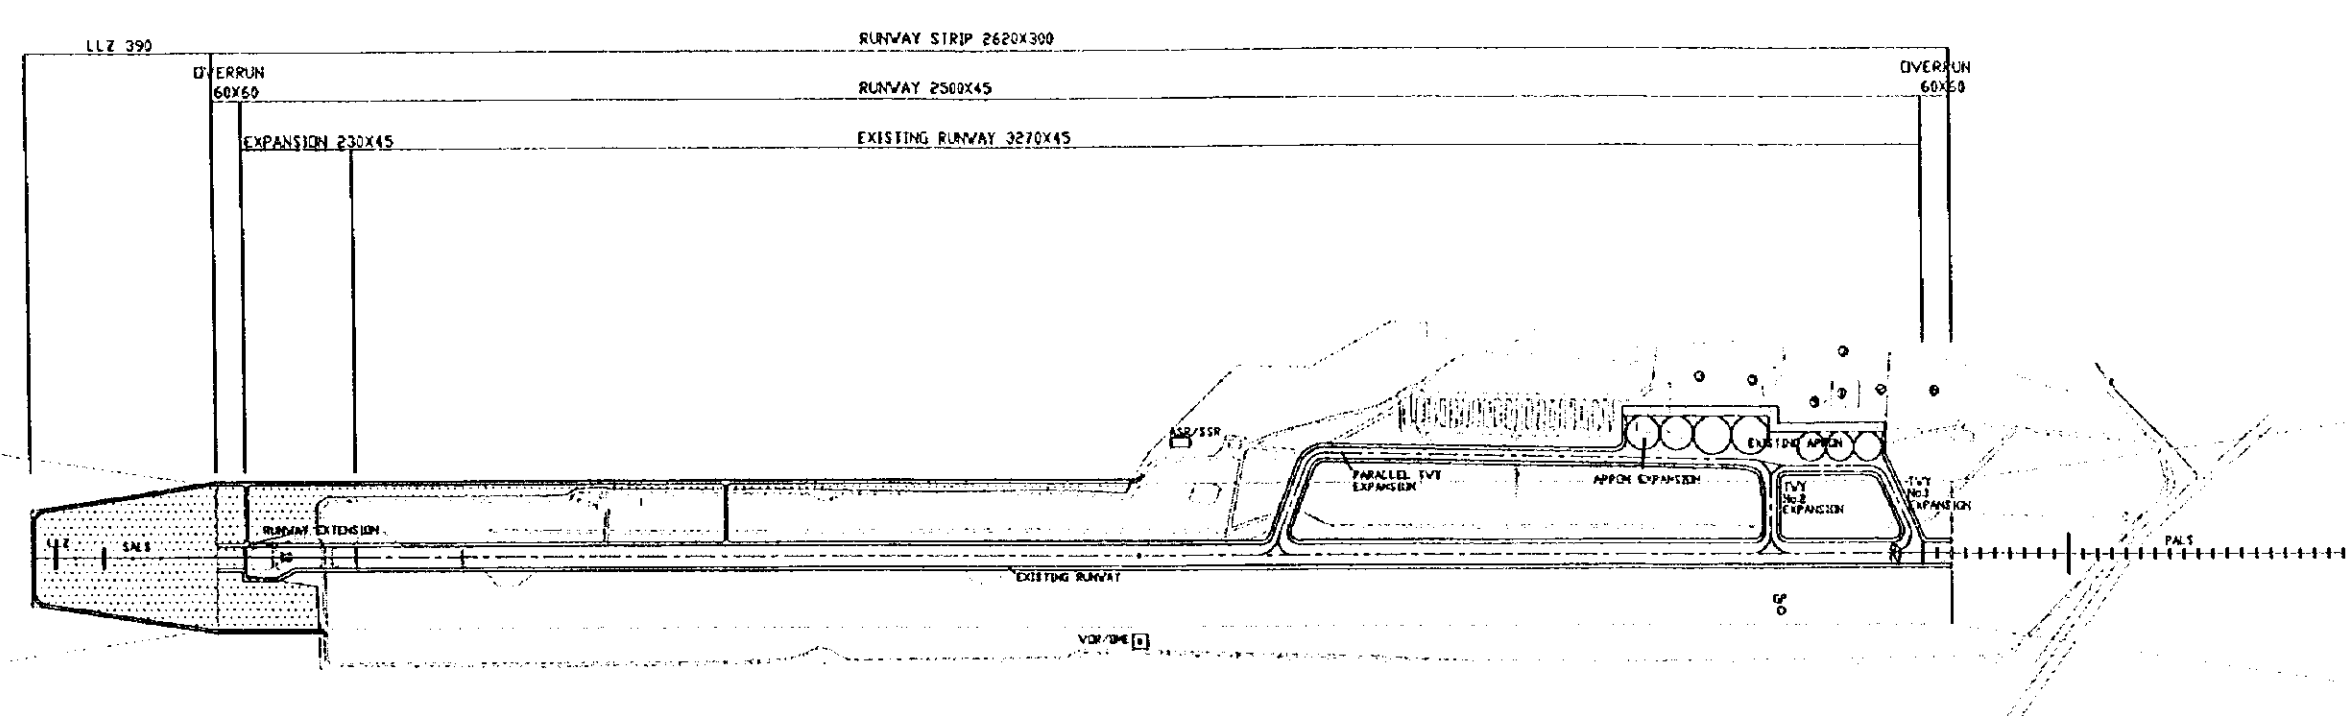 LLZ 390
RUNWAY STRIP 2620X300
OVERRUN
60X60
OVERRUN
60X60
RUNWAY 2500X45
EXPANSION 230X45
EXISTING RUNWAY 3270X45
ASR/SSR
EXISTING APRON
PARALLEL TWY
EXPANSION
APRON EXPANSION
TWY
No.2
EXPANSION
TWY
No.1
EXPANSION
RUNWAY EXTENSION
LLZ
SALS
PALS
EXISTING RUNWAY
GP
VOR/DME